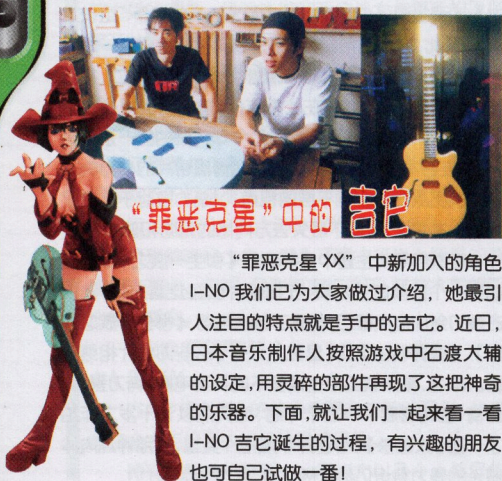 “罪恶克星”中的吉它
“罪恶克星 XX” 中新加入的角色
I-NO 我们已为大家做过介绍，她最引
人注目的特点就是手中的吉它。近日，
日本音乐制作人按照游戏中石渡大辅
的设定，用灵碎的部件再现了这把神奇
的乐器。下面，就让我们一起来看一看
I-NO 吉它诞生的过程，有兴趣的朋友
也可自己试做一番！